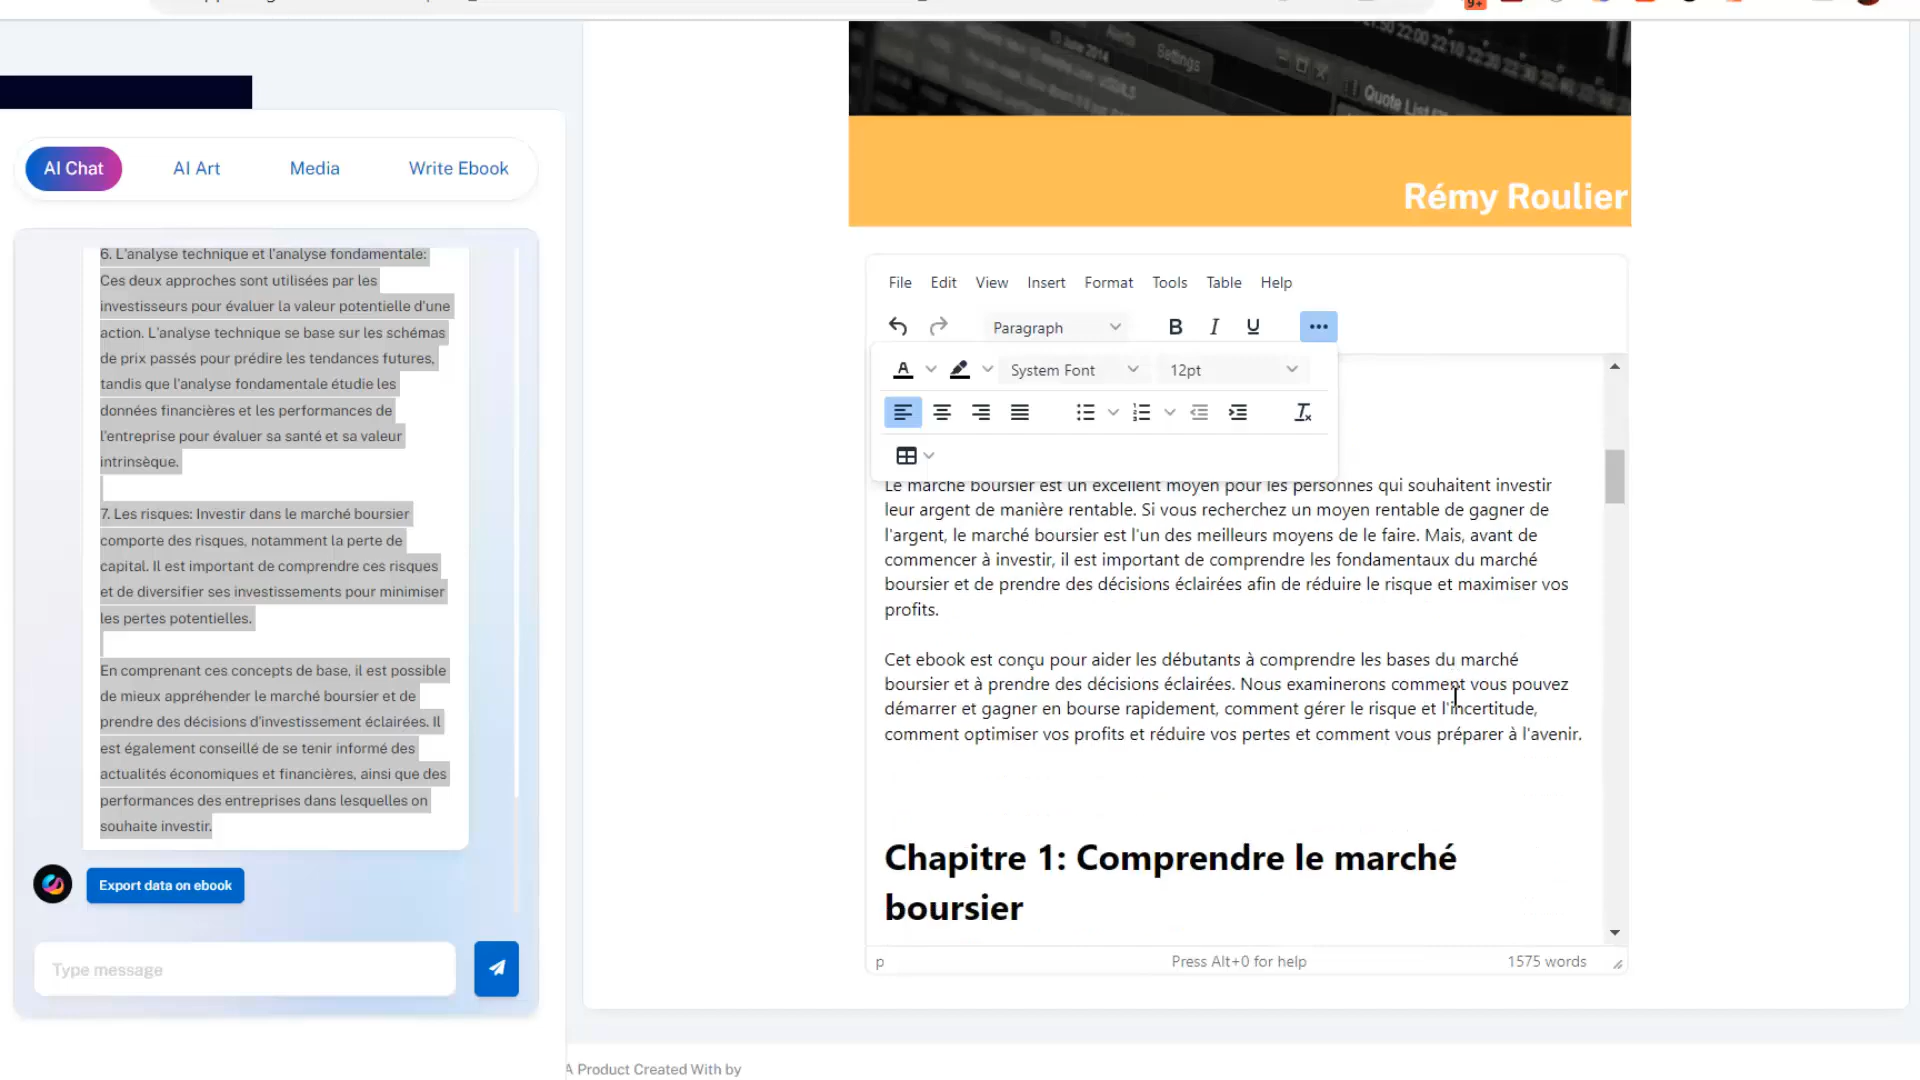 9+
AI Chat
AI Art
Media
Write Ebook
6. L'analyse technique et l'analyse fondamentale:
Ces deux approches sont utilisées par les
investisseurs pour évaluer la valeur potentielle d'une
action. L'analyse technique se base sur les schémas
de prix passés pour prédire les tendances futures,
tandis que l'analyse fondamentale étudie les
données financières et les performances de
l'entreprise pour évaluer sa santé et sa valeur
intrinsèque.
7. Les risques: Investir dans le marché boursier
comporte des risques, notamment la perte de
capital. Il est important de comprendre ces risques
et de diversifier ses investissements pour minimiser
les pertes potentielles.
En comprenant ces concepts de base, il est possible
de mieux appréhender le marché boursier et de
prendre des décisions d'investissement éclairées. Il
est également conseillé de se tenir informé des
actualités économiques et financières, ainsi que des
performances des entreprises dans lesquelles on
souhaite investir.
Export data on ebook
Type message
Alerts
Settings
Quote List
Rémy Roulier
File Edit View Insert Format Tools Table Help
Paragraph
B I U
A
System Font
12pt
Le marché boursier est un excellent moyen pour les personnes qui souhaitent investir
leur argent de manière rentable. Si vous recherchez un moyen rentable de gagner de
l'argent, le marché boursier est l'un des meilleurs moyens de le faire. Mais, avant de
commencer à investir, il est important de comprendre les fondamentaux du marché
boursier et de prendre des décisions éclairées afin de réduire le risque et maximiser vos
profits.
Cet ebook est conçu pour aider les débutants à comprendre les bases du marché
boursier et à prendre des décisions éclairées. Nous examinerons comment vous pouvez
démarrer et gagner en bourse rapidement, comment gérer le risque et l'incertitude,
comment optimiser vos profits et réduire vos pertes et comment vous préparer à l'avenir.
Chapitre 1: Comprendre le marché
boursier
p
Press Alt+0 for help
1575 words
A Product Created With by